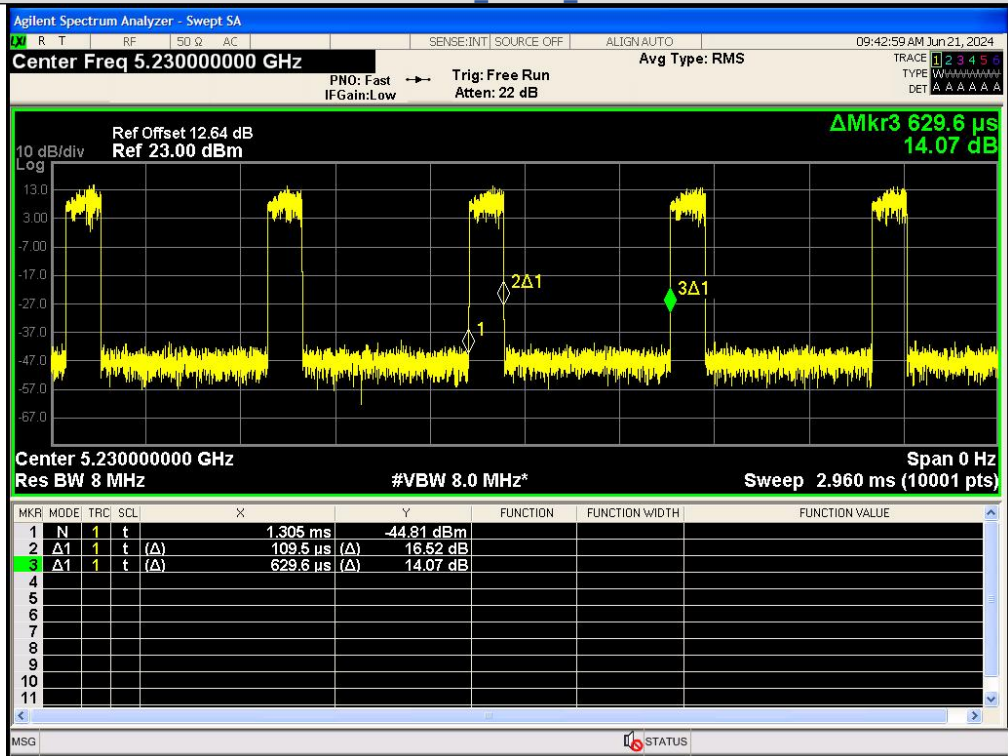 Agilent Spectrum Analyzer - Swept SA
LXI R T RF 50 Ω AC SENSE:INT SOURCE OFF ALIGN AUTO 09:42:59 AM Jun 21, 2024
Center Freq 5.230000000 GHz
PNO: Fast
IFGain:Low
Trig: Free Run
Atten: 22 dB
Avg Type: RMS
TRACE 1 2 3 4 5 6
TYPE W
DET A A A A A A
ΔMkr3 629.6 µs
14.07 dB
Ref Offset 12.64 dB
10 dB/div Ref 23.00 dBm
Log
13.0
3.00
-7.00
-17.0
-27.0
-37.0
-47.0
-57.0
-67.0
2Δ1
3Δ1
1
Center 5.230000000 GHz Span 0 Hz
Res BW 8 MHz #VBW 8.0 MHz* Sweep 2.960 ms (10001 pts)
MKR MODE TRC SCL X Y FUNCTION FUNCTION WIDTH FUNCTION VALUE
1 N 1 t 1.305 ms -44.81 dBm
2 Δ1 1 t (Δ) 109.5 µs (Δ) 16.52 dB
3 Δ1 1 t (Δ) 629.6 µs (Δ) 14.07 dB
4
5
6
7
8
9
10
11
MSG STATUS